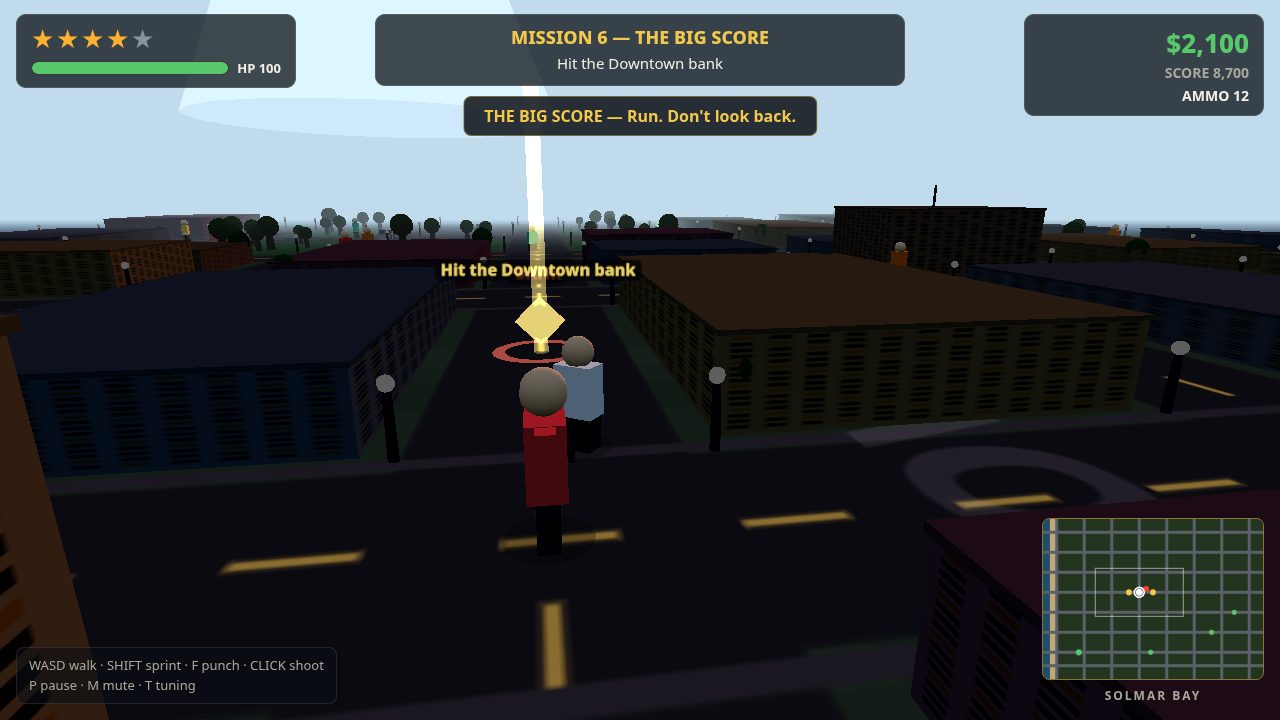 HP 100
MISSION 6 — THE BIG SCORE
Hit the Downtown bank
THE BIG SCORE — Run. Don't look back.
$2,100
SCORE 8,700
AMMO 12
Hit the Downtown bank
WASD walk · SHIFT sprint · F punch · CLICK shoot
P pause · M mute · T tuning
SOLMAR BAY